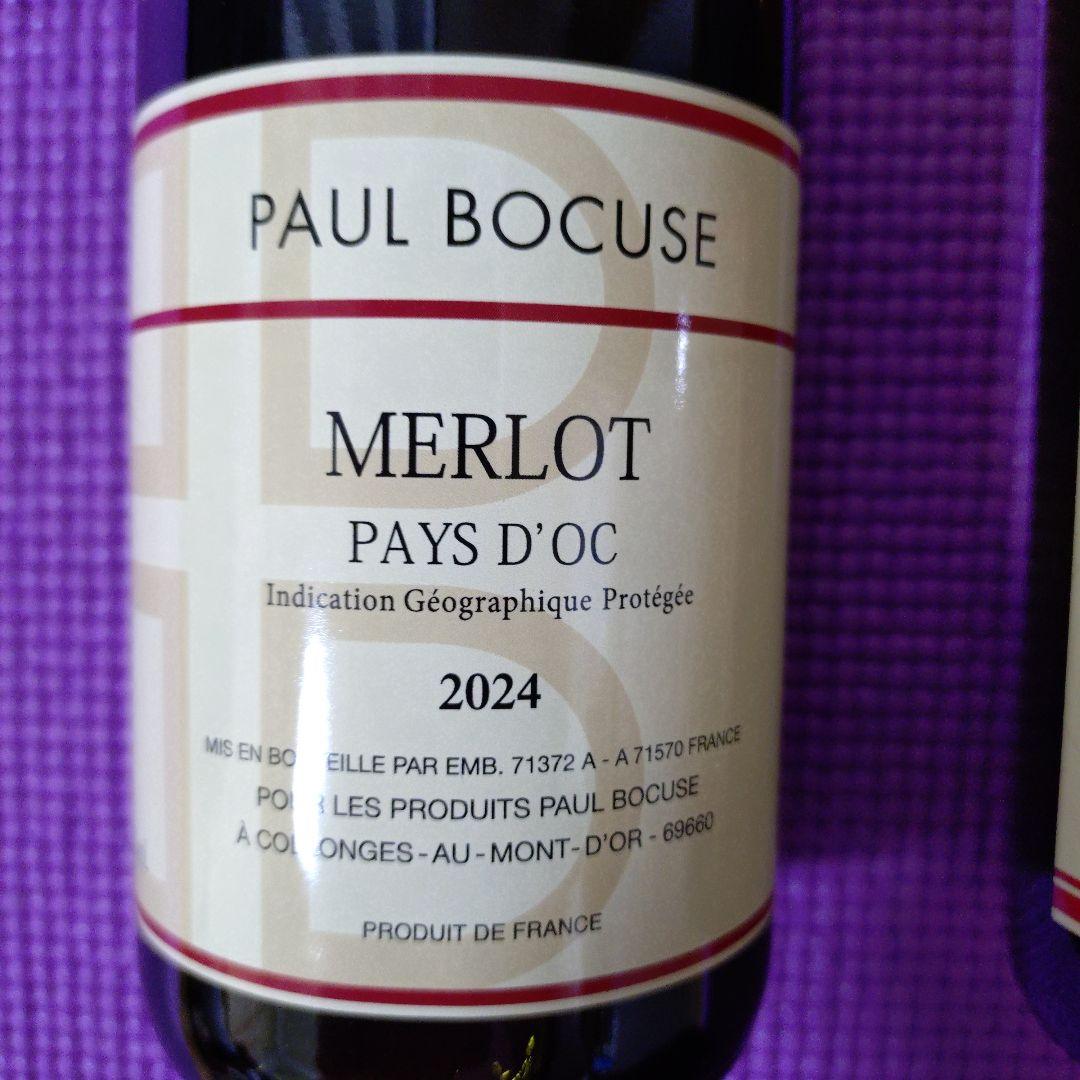 PAUL BOCUSE
MERLOT
PAYS D'OC
Indication Géographique Protégée
2024
MIS EN BOUTEILLE PAR EMB. 71372 A - A 71570 FRANCE
POUR LES PRODUITS PAUL BOCUSE
À COLLONGES-AU-MONT-D'OR - 69660
PRODUIT DE FRANCE